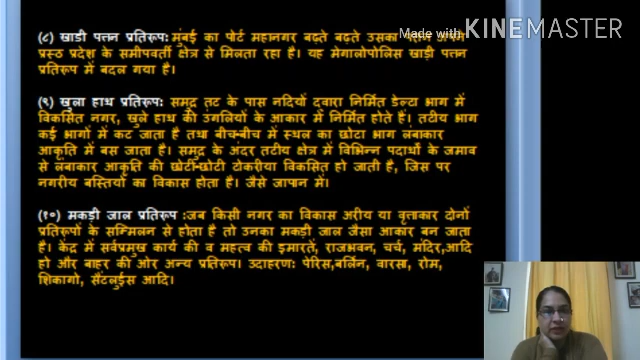 Made with KINEMASTER
(८) खाडी पत्तन प्रतिरूप: मुंबई का पोर्ट महानगर बढ़ते बढ़ते उसका
प्रस्ठ प्रदेश के समीपवर्ती क्षेत्र से मिलता रहा है। यह मेगालोपोलिस खाड़ी पत्तन
प्रतिरूप में बदल गया है।
(९) खुला हाथ प्रतिरूप: समुद्र तट के पास नदियों द्वारा निर्मित डेल्टा भाग में
विकसित नगर, खुले हाथ की उंगलियों के आकार में निर्मित होते हैं। तटीय भाग
कई भागों में कट जाता है तथा बीच-बीच में स्थल का छोटा भाग लंबाकार
आकृति में बस जाता है। समुद्र के अंदर तटीय क्षेत्र में विभिन्न पदार्थों के जमाव
से लंबाकार आकृति की छोटी-छोटी टोकरीया विकसित हो जाती है, जिस पर
नगरीय बस्तियों का विकास होता है। जैसे जापान में।
(१०) मकड़ी जाल प्रतिरूप :जब किसी नगर का विकास अरीय या वृत्ताकार दोनों
प्रतिरूपों के सम्मिलन से होता है तो उनका मकड़ी जाल जैसा आकार बन जाता
है। केंद्र में सर्वप्रमुख कार्य की व महत्व की इमारतें, राजभवन, चर्च, मंदिर,आदि
हो और बाहर की ओर अन्य प्रतिरूप। उदाहरण: पेरिस,बर्लिन, वारसा, रोम,
शिकागो, सेंटलुईस आदि।